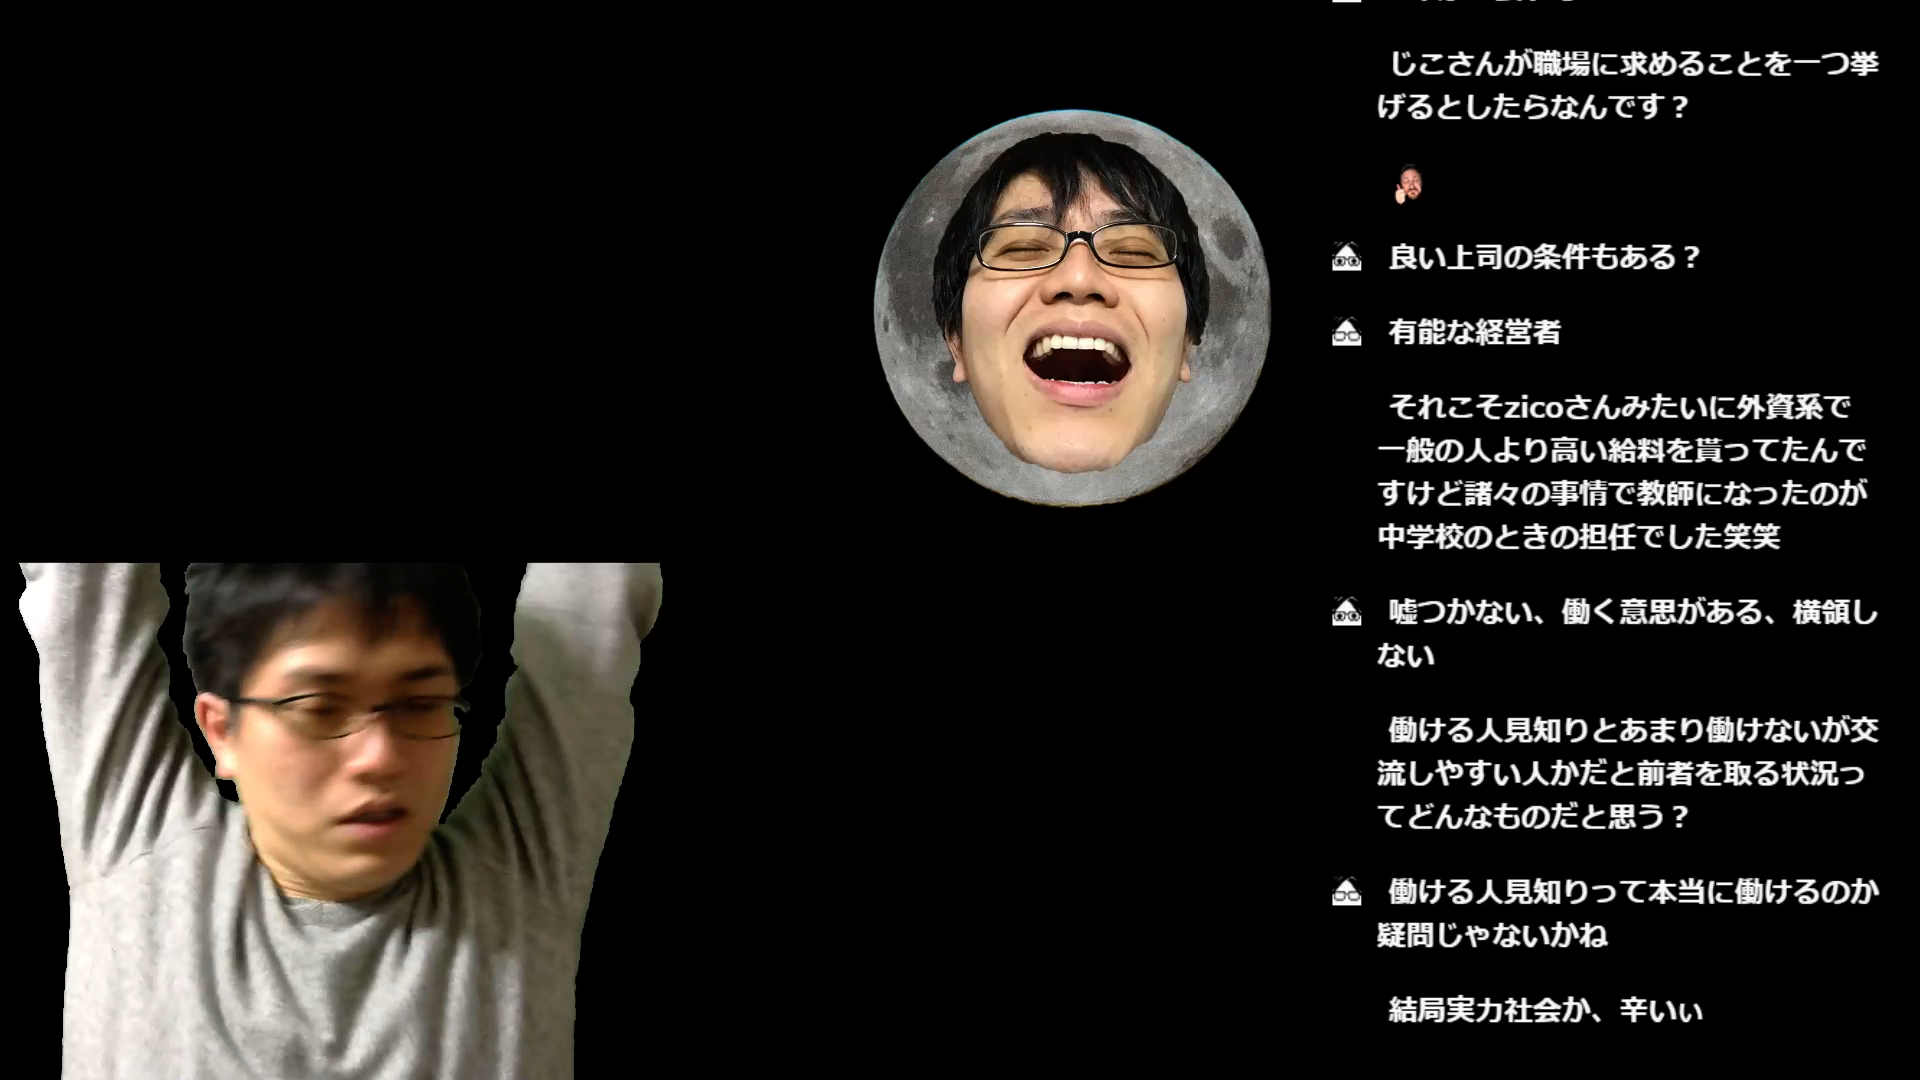 じこさんが職場に求めることを一つ挙
げるとしたらなんです？
良い上司の条件もある？
有能な経営者
それこそzicoさんみたいに外資系で
一般の人より高い給料を貰ってたんで
すけど諸々の事情で教師になったのが
中学校のときの担任でした笑笑
嘘つかない、働く意思がある、横領し
ない
働ける人見知りとあまり働けないが交
流しやすい人かだと前者を取る状況っ
てどんなものだと思う？
働ける人見知りって本当に働けるのか
疑問じゃないかね
結局実力社会か、辛いぃ